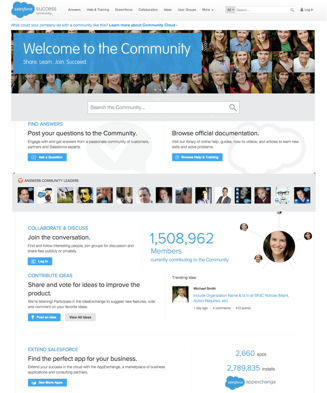 salesforce success community
Answers Help & Training Dreamforce Collaboration Ideas User Groups More
All Search... Log In
What could your company do with a community like this? Learn more about Community Cloud ›
Welcome to the Community
Share. Learn. Join. Succeed.
Search the Community...
FIND ANSWERS
Post your questions to the Community.
Engage with and get answers from a passionate community of customers, partners and Salesforce experts.
Ask a Question
Browse official documentation.
Visit our library of online help, guides, how-to videos, and articles to learn new skills and solve problems.
Browse Help & Training
ANSWERS COMMUNITY LEADERS
COLLABORATE & DISCUSS
Join the conversation.
Find and follow interesting people, join groups for discussion and share files publicly or privately.
Log in
1,508,962
Members
currently contributing to the Community
CONTRIBUTE IDEAS
Share and vote for ideas to improve the product.
We're listening! Participate in the IdeaExchange to suggest new features, vote and comment on your favorite ideas.
Post an Idea View All Ideas
Trending Idea
Michael Smith
Include Organization Name & Id in all SFDC Notices (Maint, Action Required, etc)
1 day ago
EXTEND SALESFORCE
Find the perfect app for your business.
Extend your success in the cloud with the AppExchange, a marketplace of business applications and consulting partners.
See More Apps
2,660 apps
2,789,835 installs
salesforce appexchange